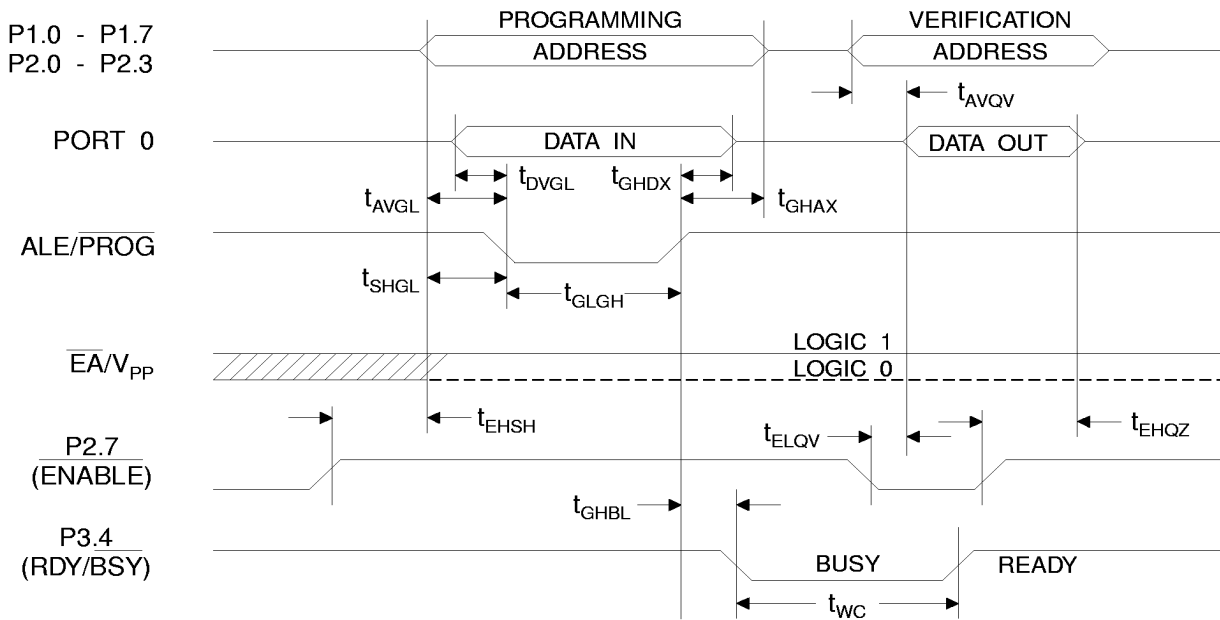 PROGRAMMING VERIFICATION
P1.0 - P1.7
P2.0 - P2.3
ADDRESS ADDRESS
tAVQV
PORT 0 DATA IN DATA OUT
tDVGL tGHDX
tAVGL tGHAX
ALE/PROG
tSHGL tGLGH
LOGIC 1
EA/VPP
LOGIC 0
tEHSH tELQV tEHQZ
P2.7
(ENABLE)
tGHBL
P3.4
(RDY/BSY) BUSY READY
tWC